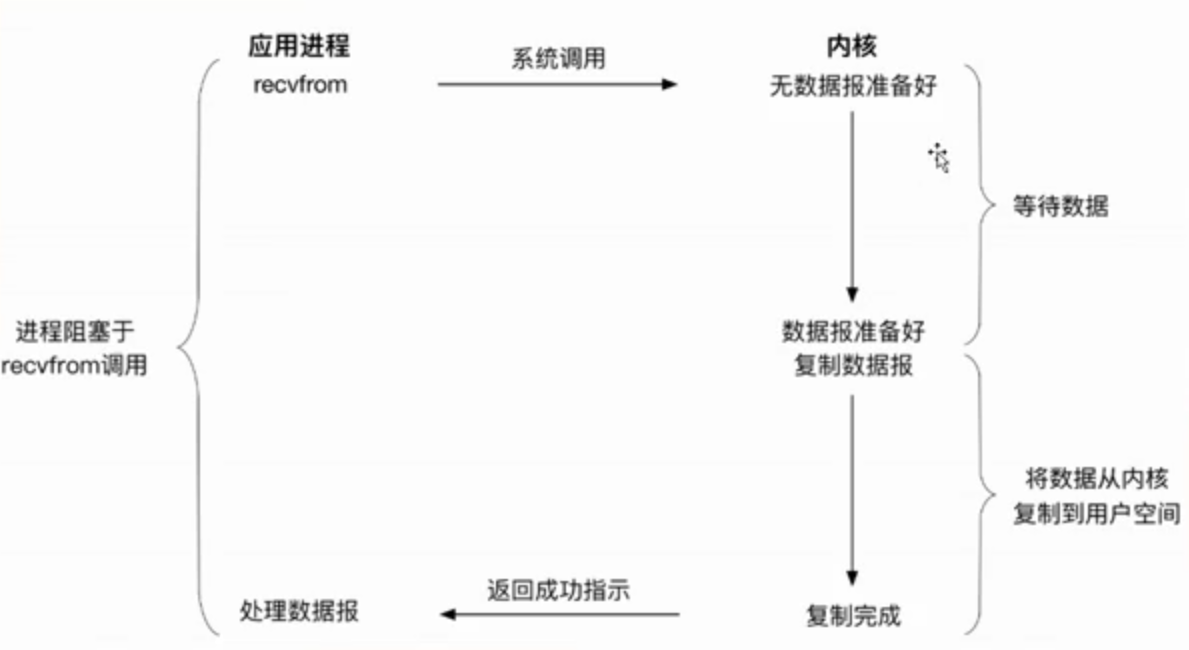 应用进程
系统调用
内核
recvfrom
无数据报准备好
等待数据
进程阻塞于
recvfrom调用
数据报准备好
复制数据报
将数据从内核
复制到用户空间
返回成功指示
处理数据报
复制完成